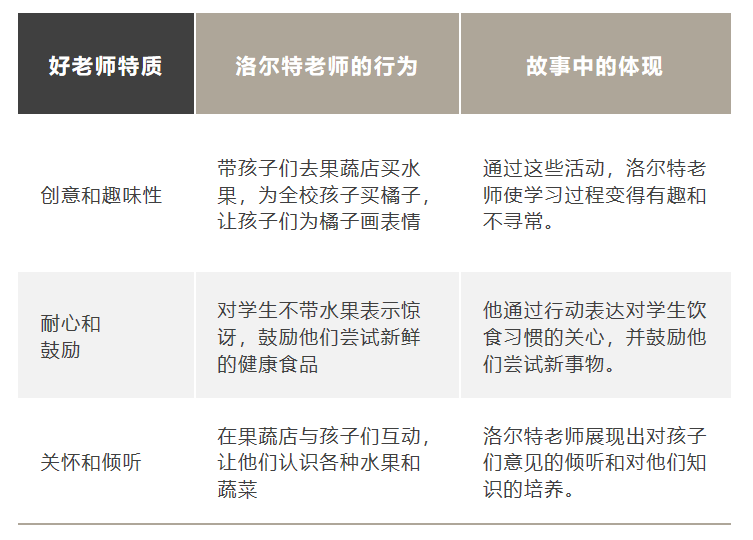 好老师特质
洛尔特老师的行为
故事中的体现
创意和趣味性
带孩子们去果蔬店买水
果，为全校孩子买橘子，
让孩子们为橘子画表情
通过这些活动，洛尔特老
师使学习过程变得有趣和
不寻常。
耐心和
鼓励
对学生不带水果表示惊
讶，鼓励他们尝试新鲜
的健康食品
他通过行动表达对学生饮
食习惯的关心，并鼓励他
们尝试新事物。
关怀和倾听
在果蔬店与孩子们互动，
让他们认识各种水果和
蔬菜
洛尔特老师展现出对孩子
们意见的倾听和对他们知
识的培养。